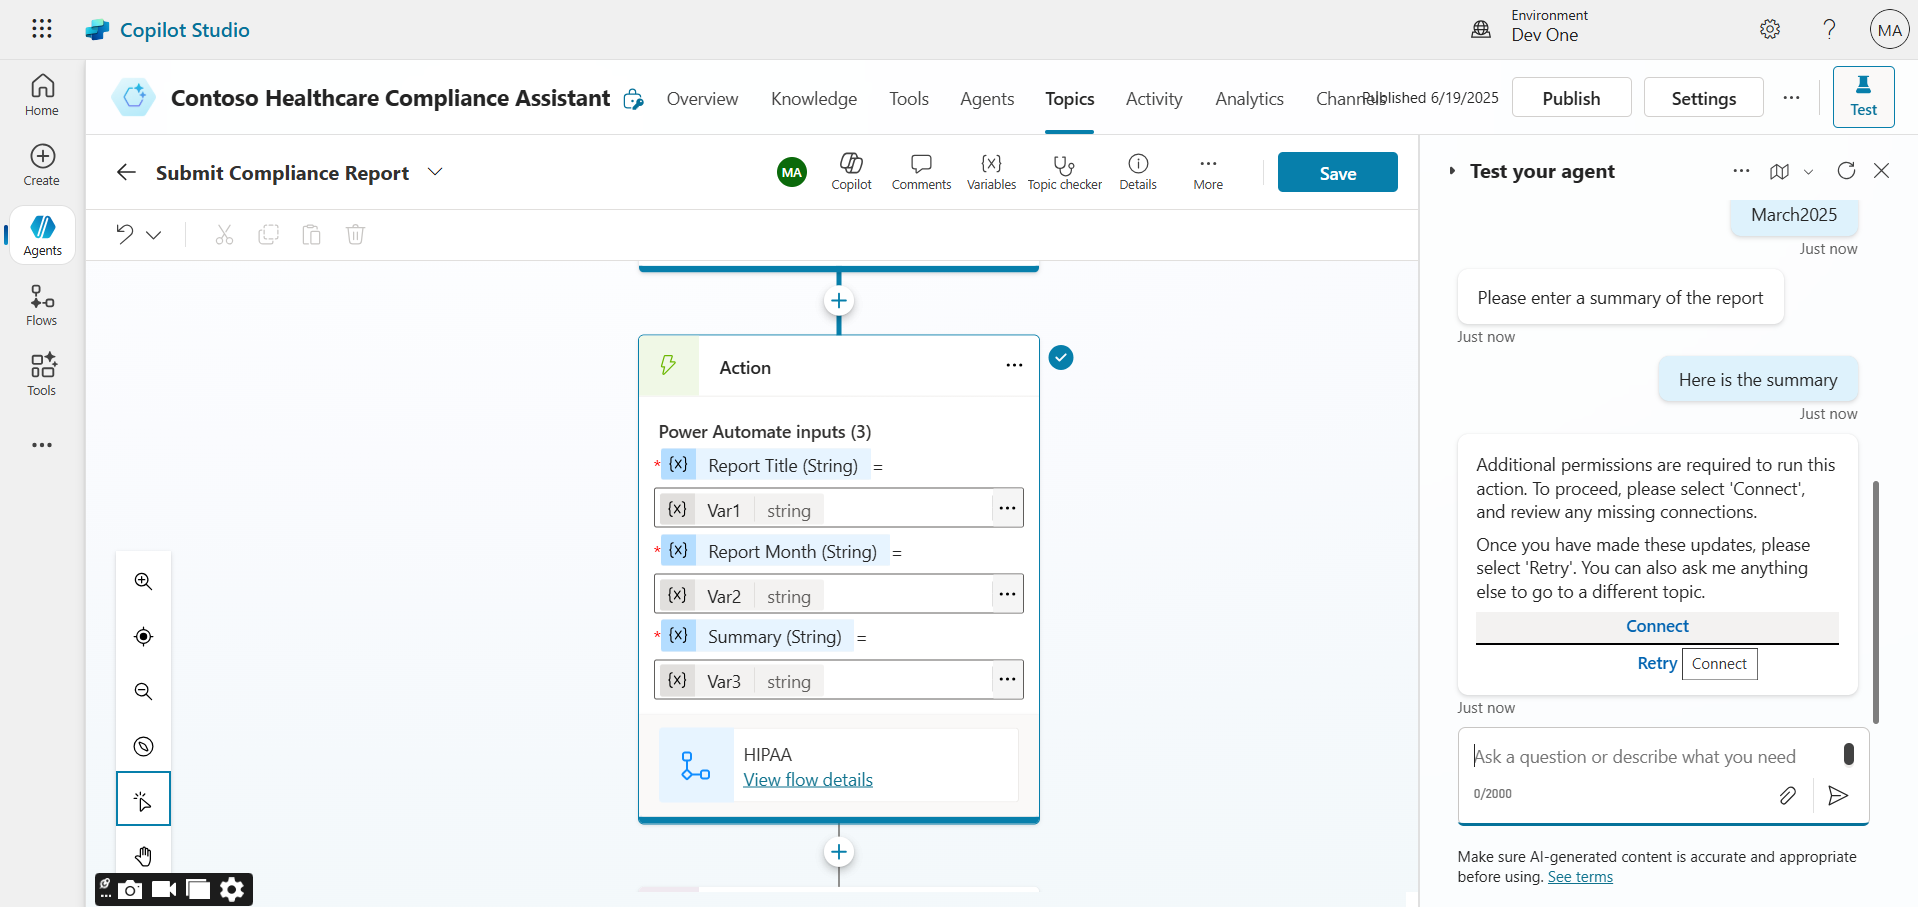 Copilot Studio
Environment
Dev One
MA
Home
Create
Agents
Flows
Tools
Contoso Healthcare Compliance Assistant
Overview
Knowledge
Tools
Agents
Topics
Activity
Analytics
Channels
Published 6/19/2025
Publish
Settings
Test
Submit Compliance Report
MA
Copilot
Comments
Variables
Topic checker
Details
More
Save
Action
Power Automate inputs (3)
* {x} Report Title (String) =
{x} Var1 string
* {x} Report Month (String) =
{x} Var2 string
* {x} Summary (String) =
{x} Var3 string
HIPAA
View flow details
Test your agent
March2025
Just now
Please enter a summary of the report
Just now
Here is the summary
Just now
Additional permissions are required to run this
action. To proceed, please select 'Connect',
and review any missing connections.
Once you have made these updates, please
select 'Retry'. You can also ask me anything
else to go to a different topic.
Connect
Retry
Connect
Just now
Ask a question or describe what you need
0/2000
Make sure AI-generated content is accurate and appropriate
before using. See terms